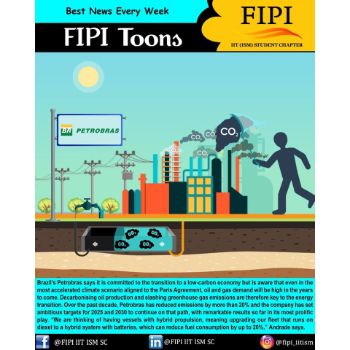 Best News Every Week
FIPI Toons
FIPI
IIT (ISM) STUDENT CHAPTER
BR PETROBRAS
CO₂
CO₂
CO₂
CO₂
CO₂
CO₂
Brazil's Petrobras says it is committed to the transition to a low-carbon economy but is aware that even in the
most accelerated climate scenario aligned to the Paris Agreement, oil and gas demand will be high in the years
to come. Decarbonising oil production and slashing greenhouse gas emissions are therefore key to the energy
transition. Over the past decade, Petrobras has reduced emissions by more than 20% and the company has set
ambitious targets for 2025 and 2030 to continue on that path, with remarkable results so far in its most prolific
play. "We are thinking of having vessels with hybrid propulsion, meaning upgrading our fleet that runs on
diesel to a hybrid system with batteries, which can reduce fuel consumption by up to 20%," Andrade says.
@FIPI IIT ISM SC
@FIPI IIT ISM SC
@fipi_iitism